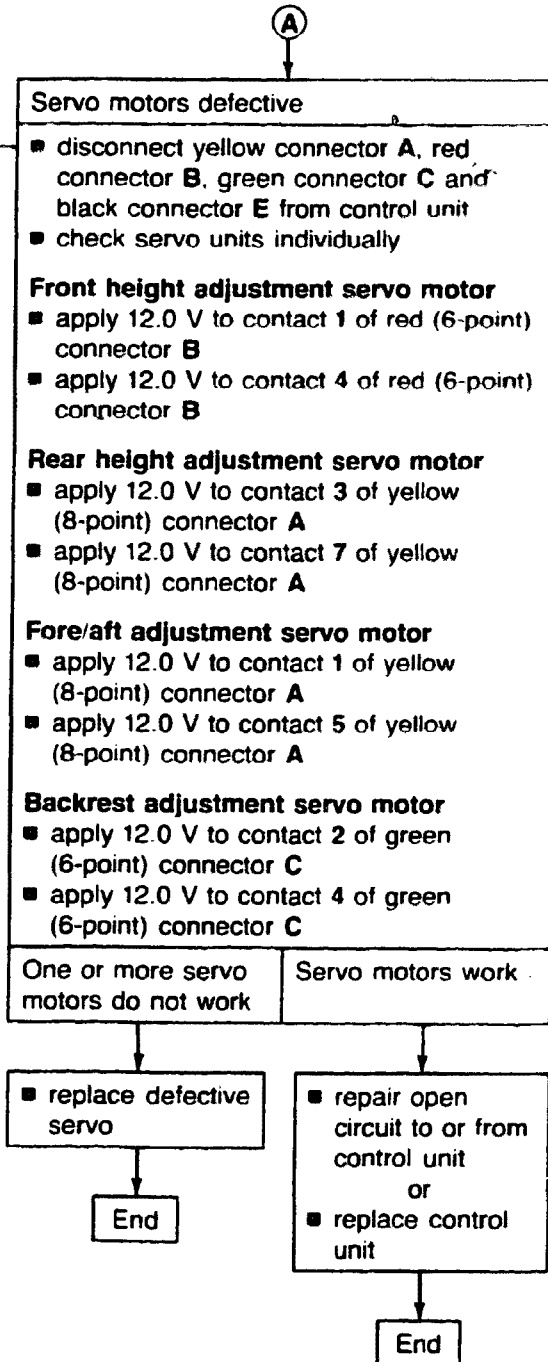 A
Servo motors defective
■ disconnect yellow connector A, red
connector B, green connector C and
black connector E from control unit
■ check servo units individually
Front height adjustment servo motor
■ apply 12.0 V to contact 1 of red (6-point)
connector B
■ apply 12.0 V to contact 4 of red (6-point)
connector B
Rear height adjustment servo motor
■ apply 12.0 V to contact 3 of yellow
(8-point) connector A
■ apply 12.0 V to contact 7 of yellow
(8-point) connector A
Fore/aft adjustment servo motor
■ apply 12.0 V to contact 1 of yellow
(8-point) connector A
■ apply 12.0 V to contact 5 of yellow
(8-point) connector A
Backrest adjustment servo motor
■ apply 12.0 V to contact 2 of green
(6-point) connector C
■ apply 12.0 V to contact 4 of green
(6-point) connector C
One or more servo
motors do not work
Servo motors work
■ replace defective
servo
End
■ repair open
circuit to or from
control unit
or
■ replace control
unit
End